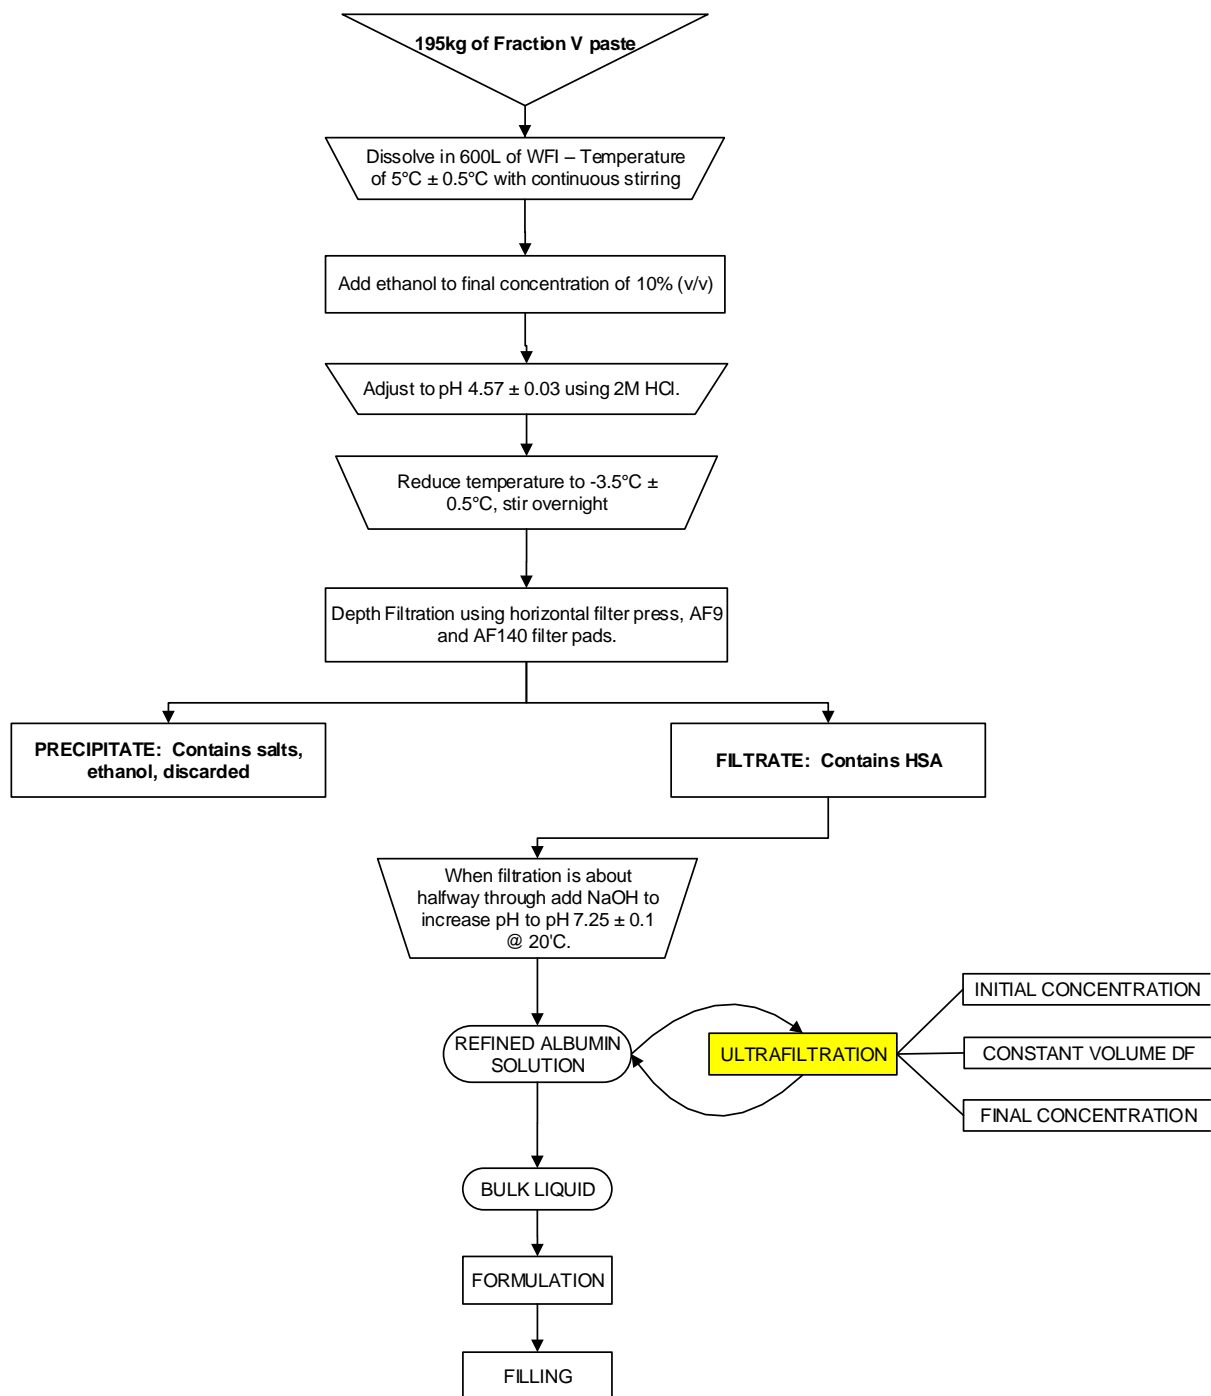 195kg of Fraction V paste
Dissolve in 600L of WFI – Temperature
of 5°C ± 0.5°C with continuous stirring
Add ethanol to final concentration of 10% (v/v)
Adjust to pH 4.57 ± 0.03 using 2M HCl.
Reduce temperature to -3.5°C ±
0.5°C, stir overnight
Depth Filtration using horizontal filter press, AF9
and AF140 filter pads.
PRECIPITATE:  Contains salts,
ethanol, discarded
FILTRATE:  Contains HSA
When filtration is about
halfway through add NaOH to
increase pH to pH 7.25 ± 0.1
@ 20'C.
REFINED ALBUMIN
SOLUTION
ULTRAFILTRATION
INITIAL CONCENTRATION
CONSTANT VOLUME DF
FINAL CONCENTRATION
BULK LIQUID
FORMULATION
FILLING